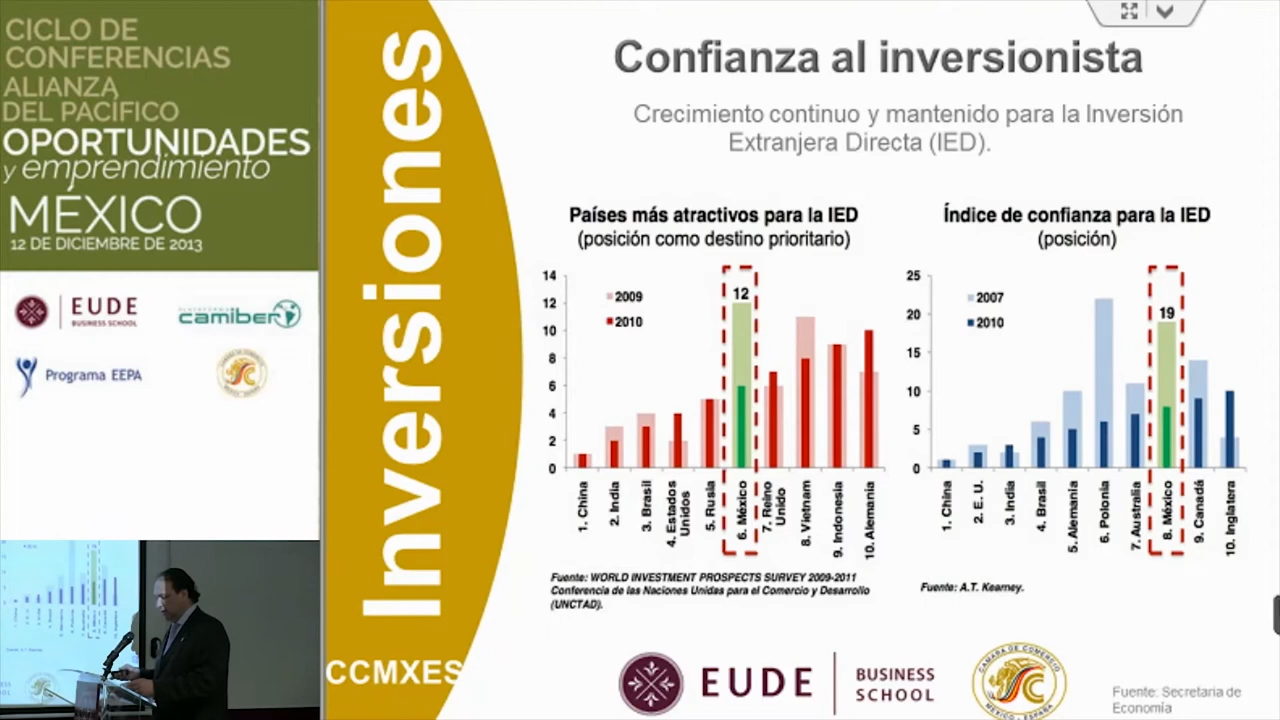 CICLO DE
CONFERENCIAS
ALIANZA
DEL PACÍFICO
OPORTUNIDADES
y emprendimiento
MÉXICO
12 DE DICIEMBRE DE 2013
EUDE
BUSINESS SCHOOL
camiber
Programa EEPA
Inversiones
CCMXES
Confianza al inversionista
Crecimiento continuo y mantenido para la Inversión
Extranjera Directa (IED).
Países más atractivos para la IED
(posición como destino prioritario)
14
12
10
8
6
4
2
0
2009
2010
12
1. China
2. India
3. Brasil
4. Estados
Unidos
5. Rusia
6. México
7. Reino
Unido
8. Vietnam
9. Indonesia
10. Alemania
Fuente: WORLD INVESTMENT PROSPECTS SURVEY 2009-2011
Conferencia de las Naciones Unidas para el Comercio y Desarrollo
(UNCTAD).
Índice de confianza para la IED
(posición)
25
20
15
10
5
0
2007
2010
19
1. China
2. E. U.
3. India
4. Brasil
5. Alemania
6. Polonia
7. Australia
8. México
9. Canadá
10. Inglatera
Fuente: A.T. Kearney.
EUDE
BUSINESS
SCHOOL
CAMARA DE COMERCIO
MEXICO - ESPAÑA
Fuente: Secretaria de
Economía